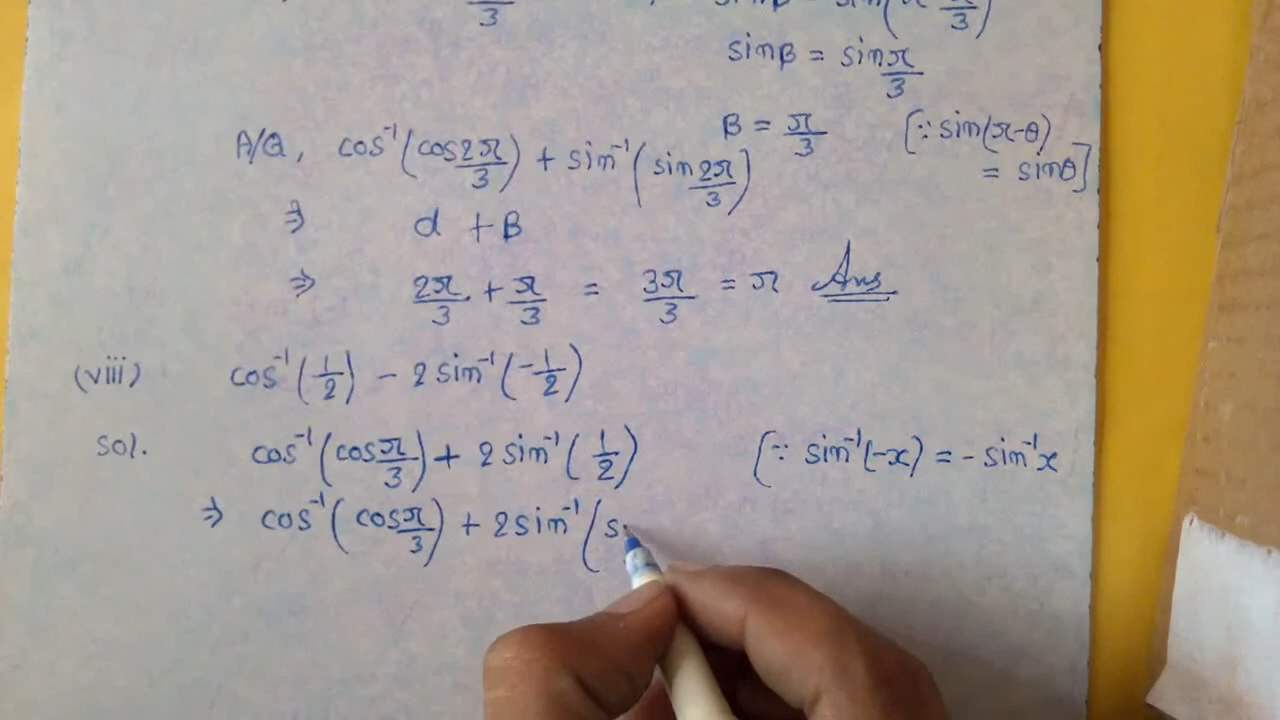 sinβ = sin π/3
β = π/3 [∵ sin(π-θ) = sinθ]
A/Q, cos⁻¹(cos 2π/3) + sin⁻¹(sin 2π/3)
⇒ α + β
⇒ 2π/3 + π/3 = 3π/3 = π Ans
(viii) cos⁻¹(1/2) - 2 sin⁻¹(-1/2)
sol. cos⁻¹(cos π/3) + 2 sin⁻¹(1/2) [∵ sin⁻¹(-x) = - sin⁻¹x
⇒ cos⁻¹(cos π/3) + 2 sin⁻¹(s